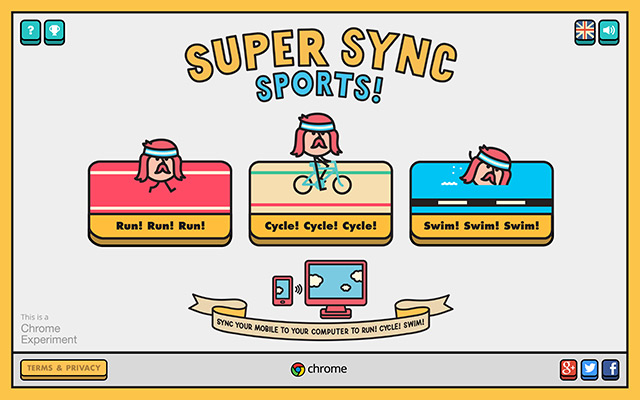 ?
SUPER SYNC
SPORTS!
Run! Run! Run!
Cycle! Cycle! Cycle!
Swim! Swim! Swim!
SYNC YOUR MOBILE TO YOUR COMPUTER TO RUN! CYCLE! SWIM!
This is a
Chrome
Experiment
TERMS & PRIVACY
chrome
g+
f